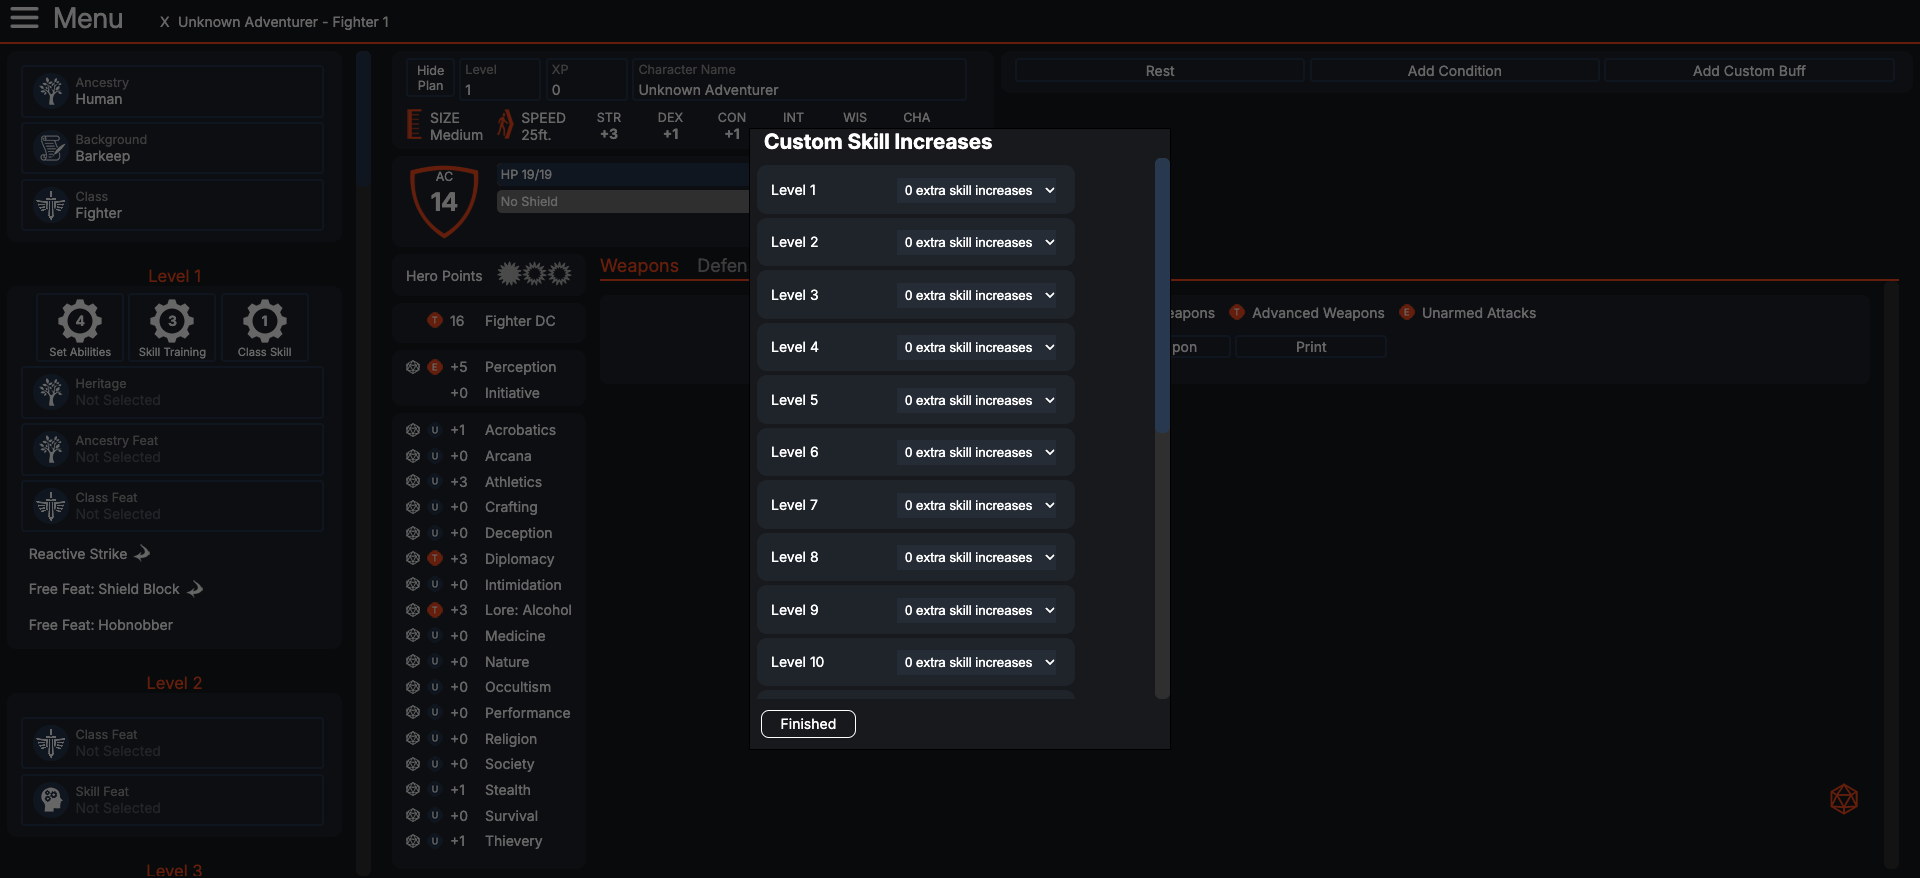 Menu
X Unknown Adventurer - Fighter 1
Ancestry
Human
Background
Barkeep
Class
Fighter
Level 1
4
Set Abilities
3
Skill Training
1
Class Skill
Heritage
Not Selected
Ancestry Feat
Not Selected
Class Feat
Not Selected
Reactive Strike
Free Feat: Shield Block
Free Feat: Hobnobber
Level 2
Class Feat
Not Selected
Skill Feat
Not Selected
Level 3
Hide Plan
Level
1
XP
0
Character Name
Unknown Adventurer
SIZE
Medium
SPEED
25ft.
STR
+3
DEX
+1
CON
+1
INT
WIS
CHA
AC
14
HP 19/19
No Shield
Hero Points
T 16 Fighter DC
E +5 Perception
+0 Initiative
U +1 Acrobatics
U +0 Arcana
U +3 Athletics
U +0 Crafting
U +0 Deception
T +3 Diplomacy
U +0 Intimidation
T +3 Lore: Alcohol
U +0 Medicine
U +0 Nature
U +0 Occultism
U +0 Performance
U +0 Religion
U +0 Society
U +1 Stealth
U +0 Survival
U +1 Thievery
Weapons Defen
Rest
Add Condition
Add Custom Buff
eapons
T Advanced Weapons
E Unarmed Attacks
pon
Print
Custom Skill Increases
Level 1 0 extra skill increases
Level 2 0 extra skill increases
Level 3 0 extra skill increases
Level 4 0 extra skill increases
Level 5 0 extra skill increases
Level 6 0 extra skill increases
Level 7 0 extra skill increases
Level 8 0 extra skill increases
Level 9 0 extra skill increases
Level 10 0 extra skill increases
Finished